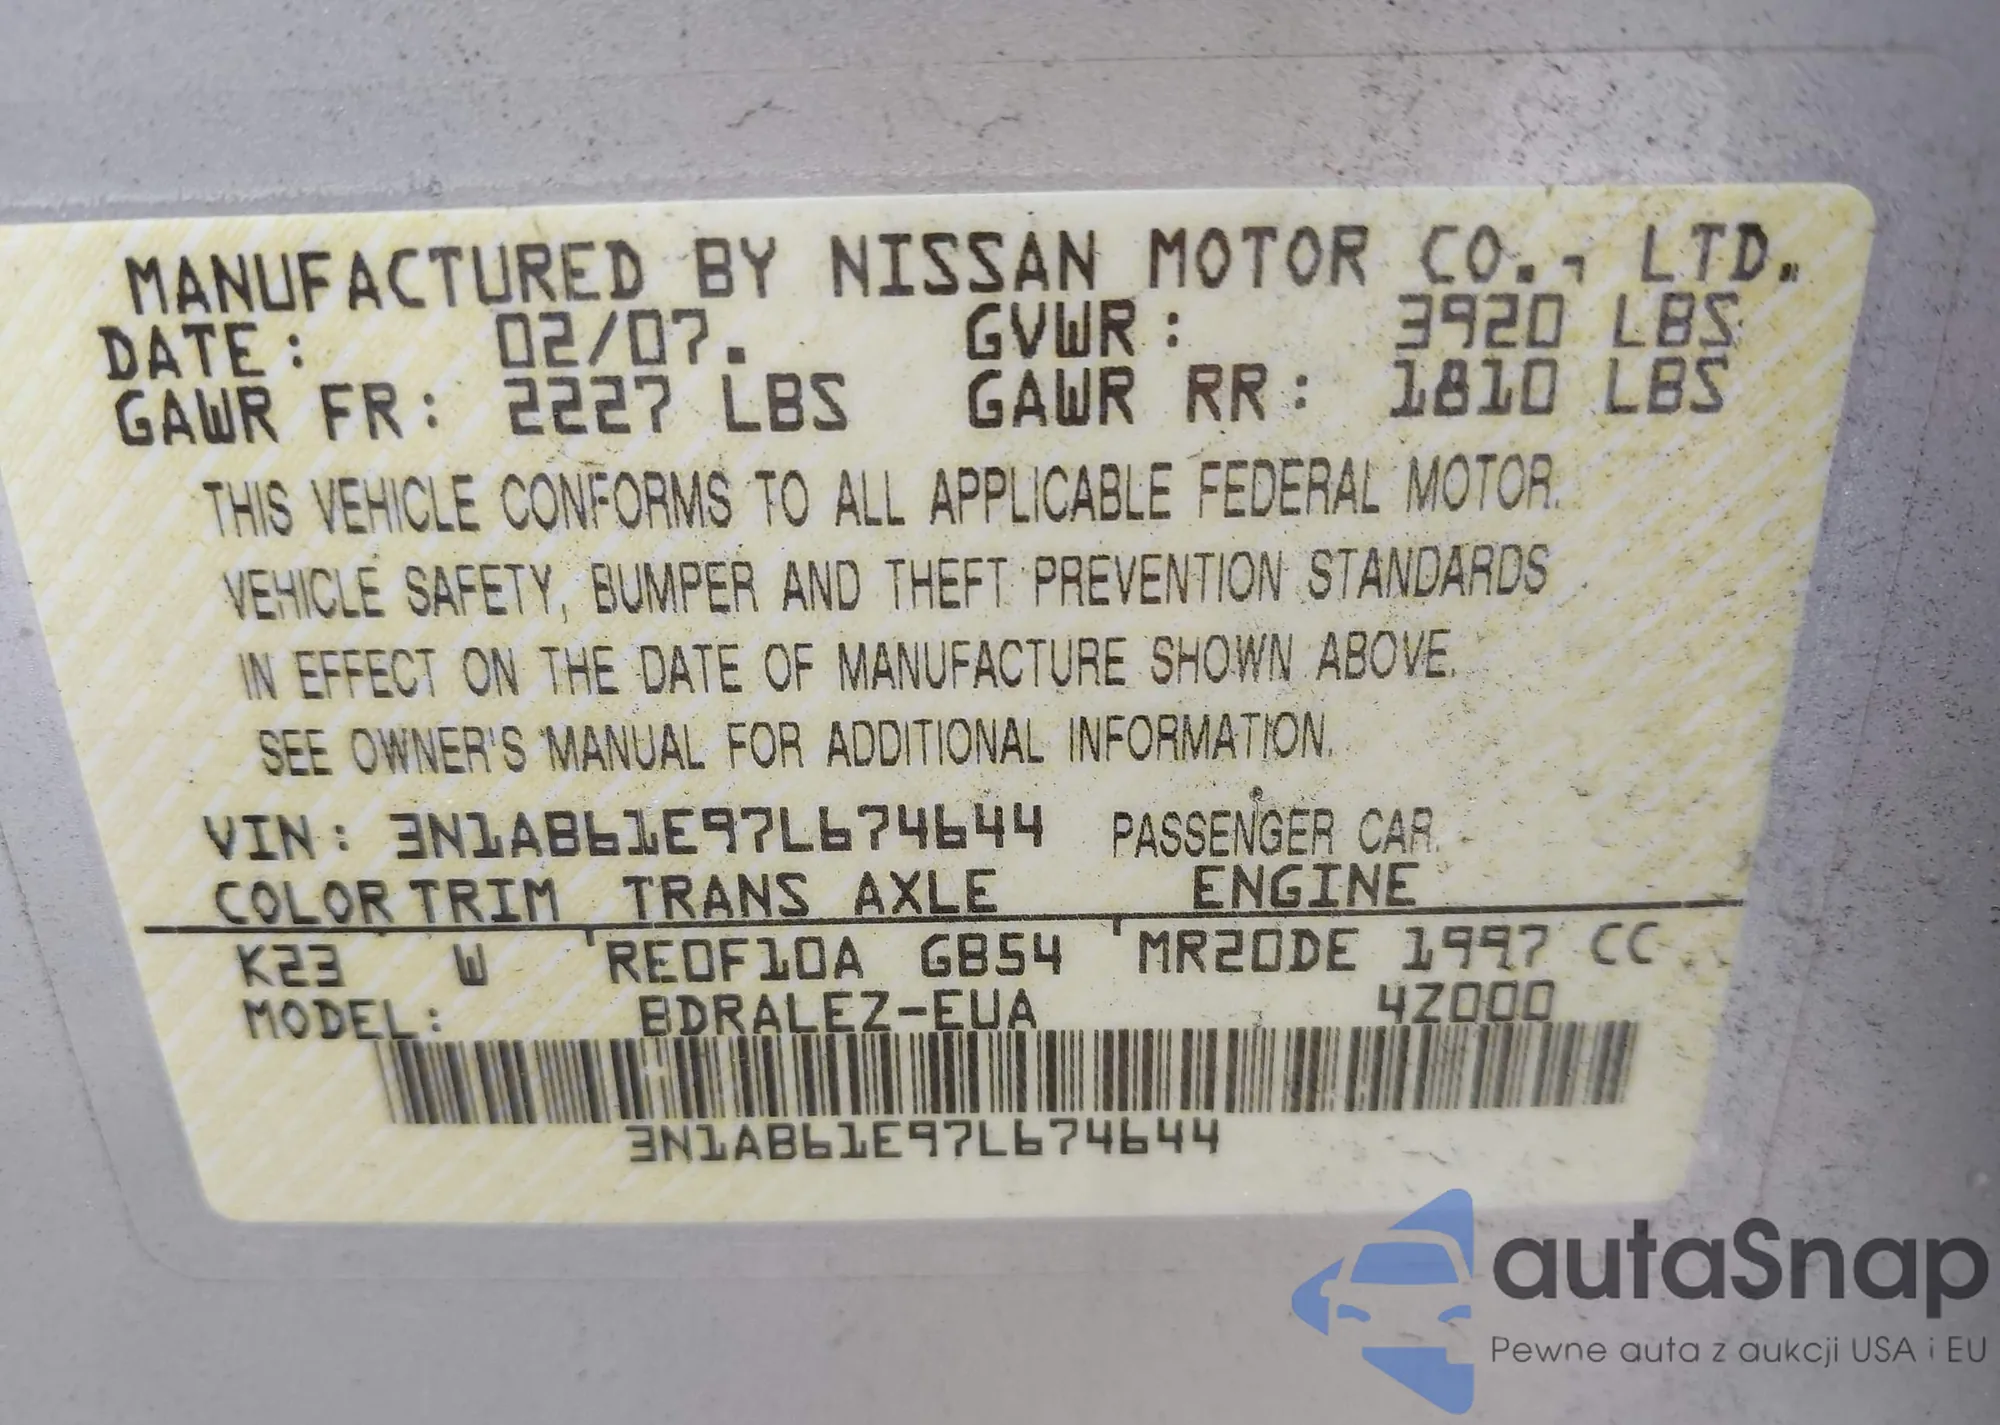 MANUFACTURED BY NISSAN MOTOR CO., LTD.
DATE: 02/07. GVWR: 3920 LBS
GAWR FR: 2227 LBS GAWR RR: 1810 LBS
THIS VEHICLE CONFORMS TO ALL APPLICABLE FEDERAL MOTOR
VEHICLE SAFETY, BUMPER AND THEFT PREVENTION STANDARDS
IN EFFECT ON THE DATE OF MANUFACTURE SHOWN ABOVE.
SEE OWNER'S MANUAL FOR ADDITIONAL INFORMATION.
VIN: 3N1AB61E97L674644 PASSENGER CAR
COLOR TRIM TRANS AXLE ENGINE
K23 W RE0F10A GB54 MR20DE 1997 CC
MODEL: BDRALEZ-EUA 4Z000
3N1AB61E97L674644
autaSnap
Pewne auta z aukcji USA i EU